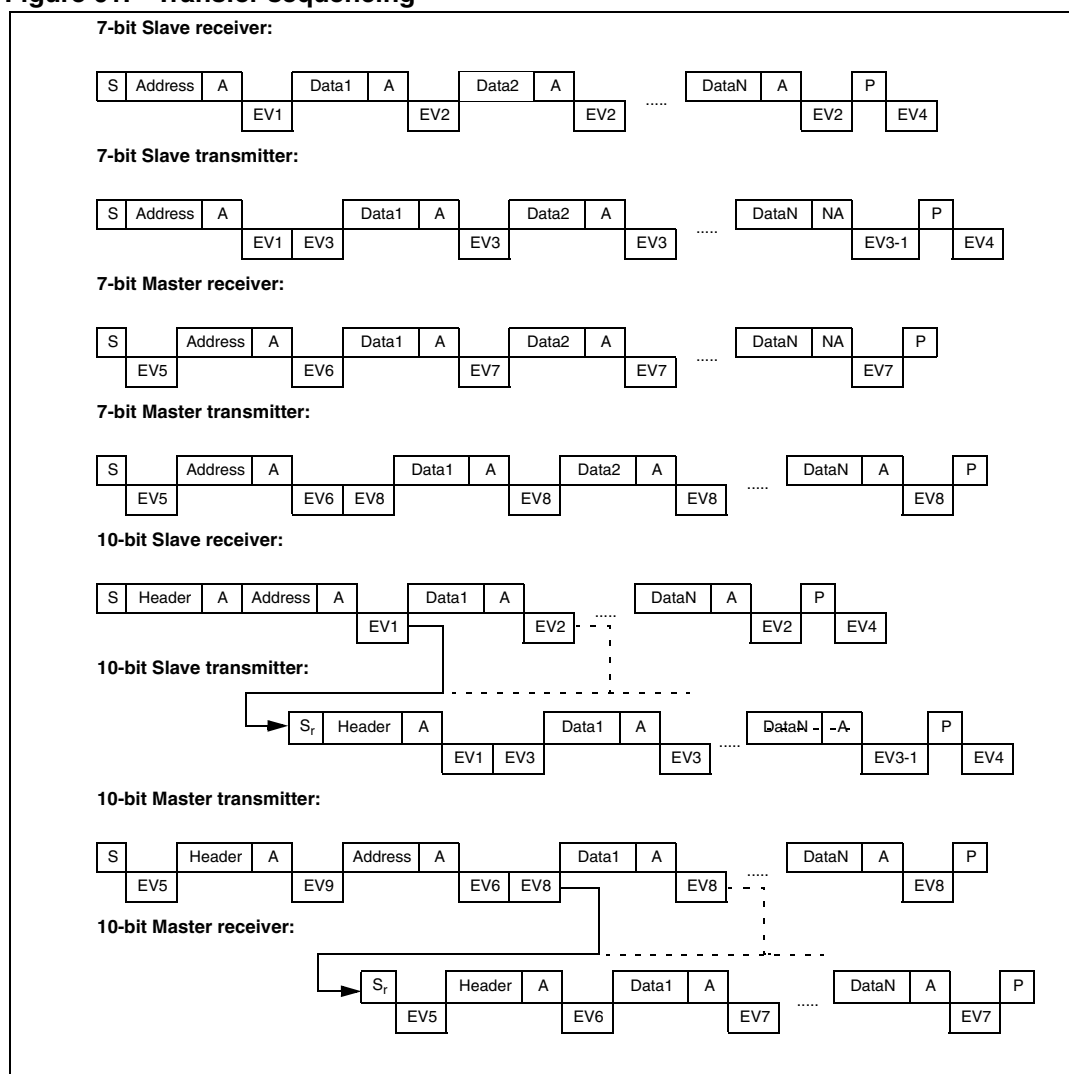 7-bit Slave receiver:
S Address A Data1 A Data2 A ..... DataN A P
EV1 EV2 EV2 EV2 EV4
7-bit Slave transmitter:
S Address A Data1 A Data2 A ..... DataN NA P
EV1 EV3 EV3 EV3 EV3-1 EV4
7-bit Master receiver:
S Address A Data1 A Data2 A ..... DataN NA P
EV5 EV6 EV7 EV7 EV7
7-bit Master transmitter:
S Address A Data1 A Data2 A ..... DataN A P
EV5 EV6 EV8 EV8 EV8 EV8
10-bit Slave receiver:
S Header A Address A Data1 A ..... DataN A P
EV1 EV2 EV2 EV4
10-bit Slave transmitter:
Sr Header A Data1 A ..... DataN A P
EV1 EV3 EV3 EV3-1 EV4
10-bit Master transmitter:
S Header A Address A Data1 A ..... DataN A P
EV5 EV9 EV6 EV8 EV8 EV8
10-bit Master receiver:
Sr Header A Data1 A ..... DataN A P
EV5 EV6 EV7 EV7